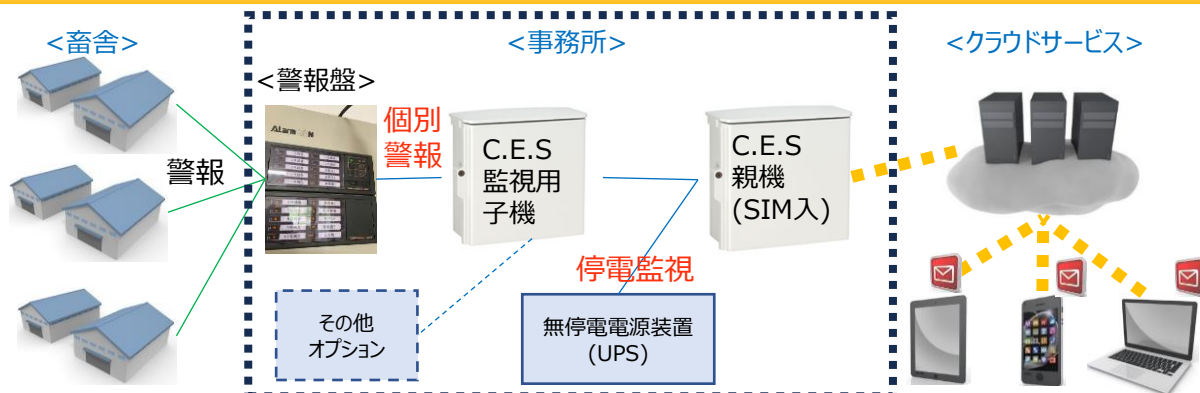 <畜舎>
<事務所>
<クラウドサービス>
<警報盤>
警報
個別
警報
C.E.S
監視用
子機
C.E.S
親機
(SIM入)
停電監視
その他
オプション
無停電電源装置
(UPS)